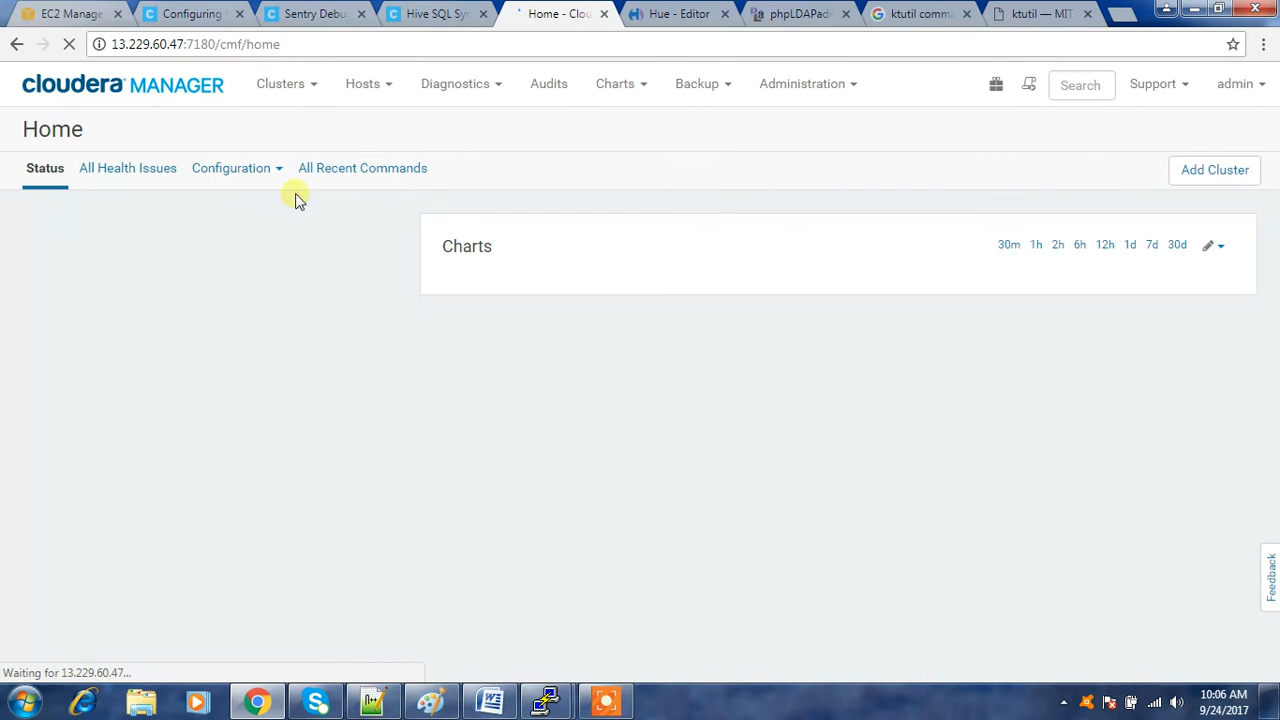 EC2 Manage
Configuring
Sentry Debu
Hive SQL Syn
Home - Clou
Hue - Editor
phpLDAPadm
ktutil comma
ktutil — MIT
13.229.60.47:7180/cmf/home
cloudera MANAGER
Clusters
Hosts
Diagnostics
Audits
Charts
Backup
Administration
Search
Support
admin
Home
Status
All Health Issues
Configuration
All Recent Commands
Add Cluster
Charts
30m 1h 2h 6h 12h 1d 7d 30d
Feedback
Waiting for 13.229.60.47...
10:06 AM
9/24/2017